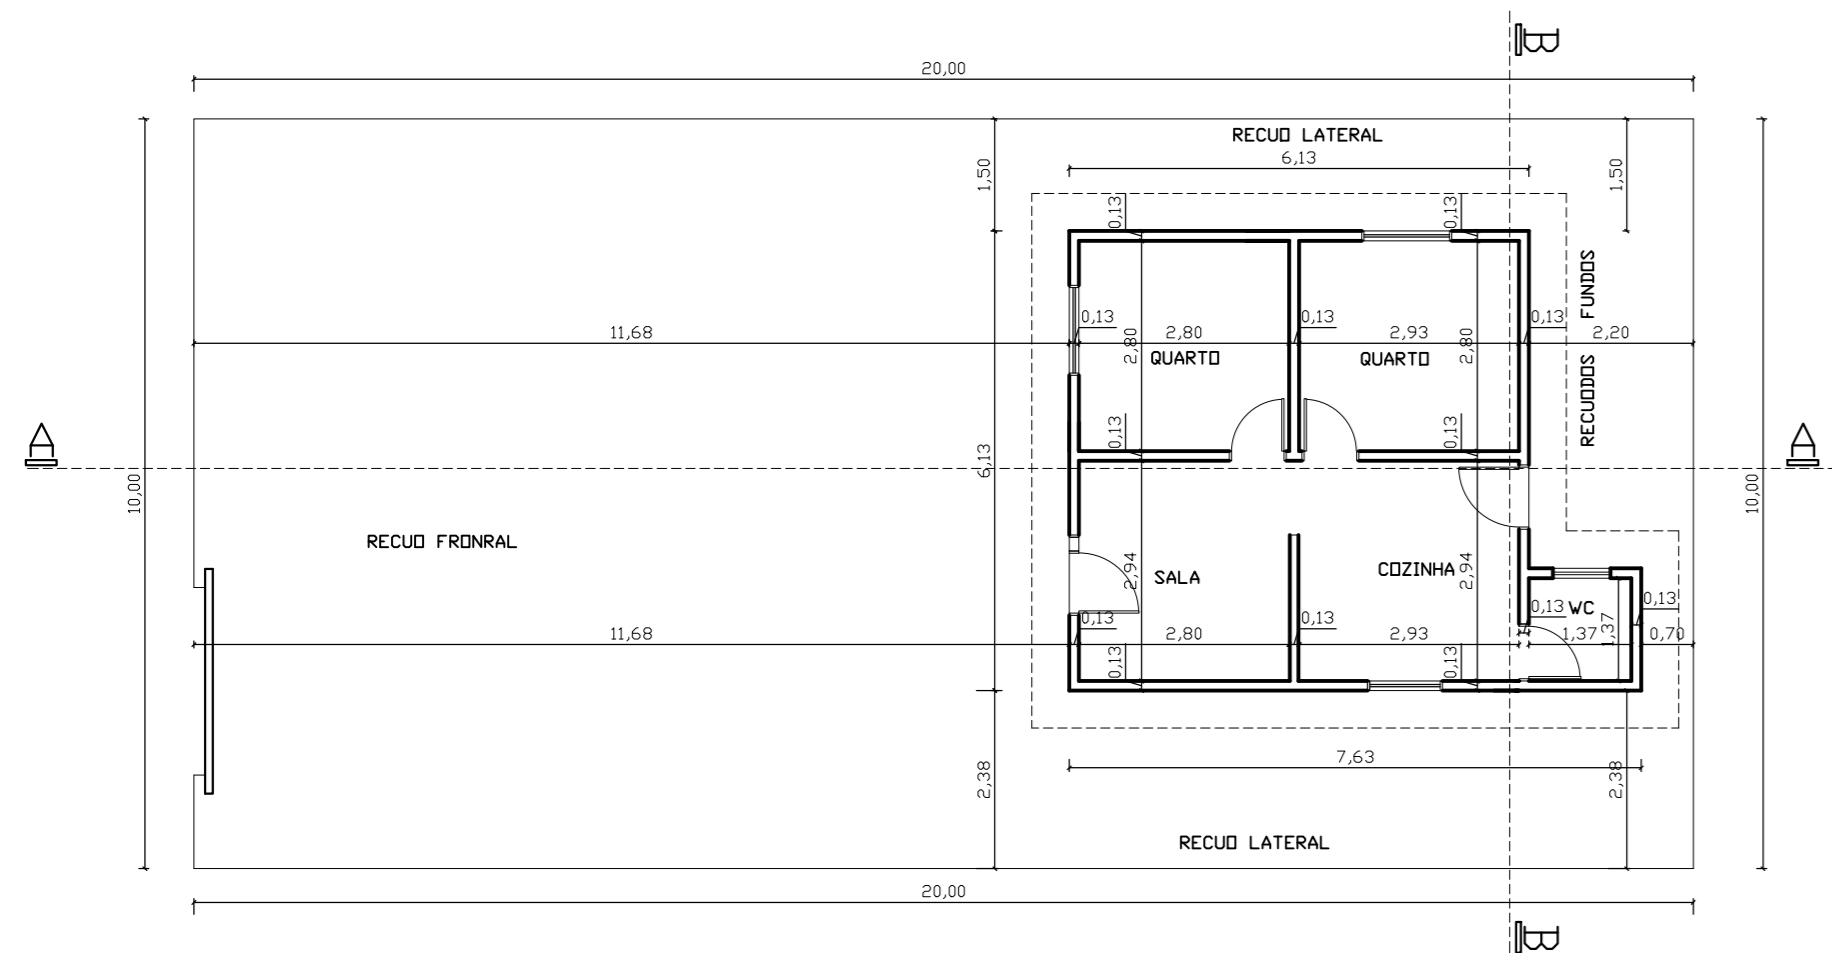 B
20,00
RECUO LATERAL
6,13
1,50
1,50
0,13
0,13
FUNDOS
RECUODOS
0,13
0,13
0,13
11,68
2,80
2,93
2,20
2,80
2,80
QUARTO
QUARTO
0,13
0,13
A
A
6,13
10,00
10,00
RECUO FRONRAL
SALA
2,94
COZINHA
2,94
WC
0,13
0,13
0,13
0,13
11,68
2,80
2,93
1,37
1,37
0,70
0,13
0,13
7,63
2,38
2,38
RECUO LATERAL
20,00
B